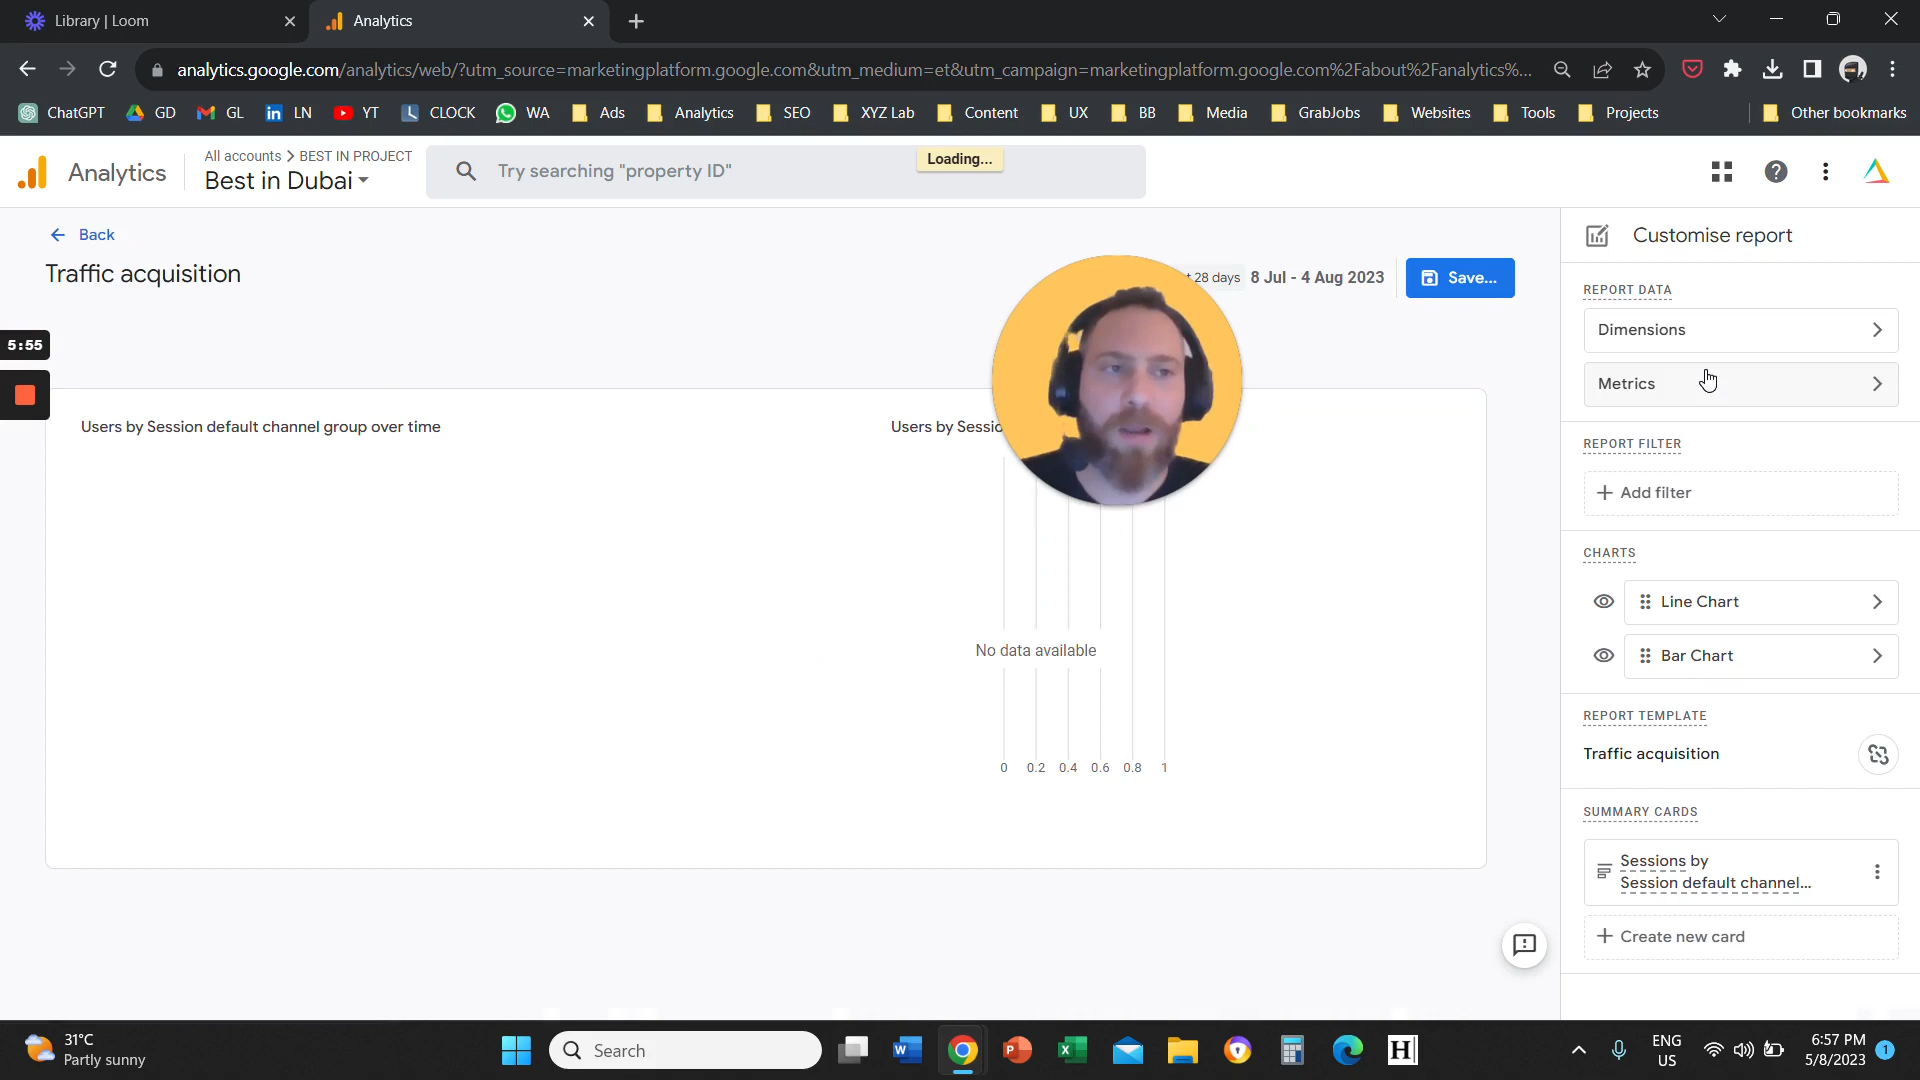 Library | Loom
Analytics
analytics.google.com/analytics/web/?utm_source=marketingplatform.google.com&utm_medium=et&utm_campaign=marketingplatform.google.com%2Fabout%2Fanalytics%...
ChatGPT GD GL LN YT CLOCK WA Ads Analytics SEO XYZ Lab Content UX BB Media GrabJobs Websites Tools Projects Other bookmarks
Analytics
All accounts > BEST IN PROJECT
Best in Dubai
Try searching "property ID"
Loading...
Back
Traffic acquisition
28 days 8 Jul - 4 Aug 2023
Save...
5:55
Users by Session default channel group over time
Users by Sessio
No data available
0 0.2 0.4 0.6 0.8 1
Customise report
REPORT DATA
Dimensions
Metrics
REPORT FILTER
+ Add filter
CHARTS
Line Chart
Bar Chart
REPORT TEMPLATE
Traffic acquisition
SUMMARY CARDS
Sessions by
Session default channel...
+ Create new card
31°C
Partly sunny
Search
H
ENG
US
6:57 PM
5/8/2023
1